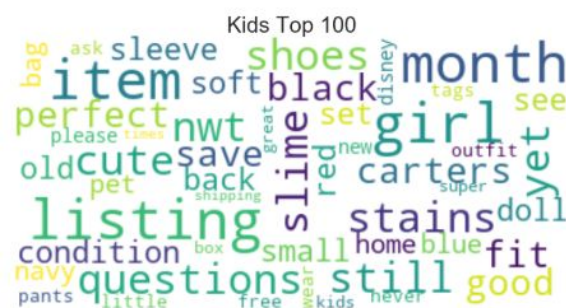 Kids Top 100
bag ask sleeve shoes disney month
item soft black tags see
perfect nwt great set girl yet
please times slime new outfit
old cute save red carters
pet back super
shipping
listing stains doll
condition box small home blue fit
navy questions wear still good
pants little free kids never